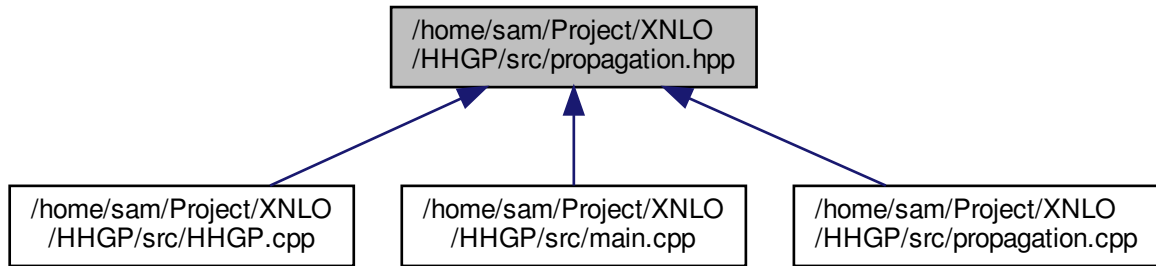 /home/sam/Project/XNLO
/HHGP/src/propagation.hpp
/home/sam/Project/XNLO
/HHGP/src/HHGP.cpp
/home/sam/Project/XNLO
/HHGP/src/main.cpp
/home/sam/Project/XNLO
/HHGP/src/propagation.cpp